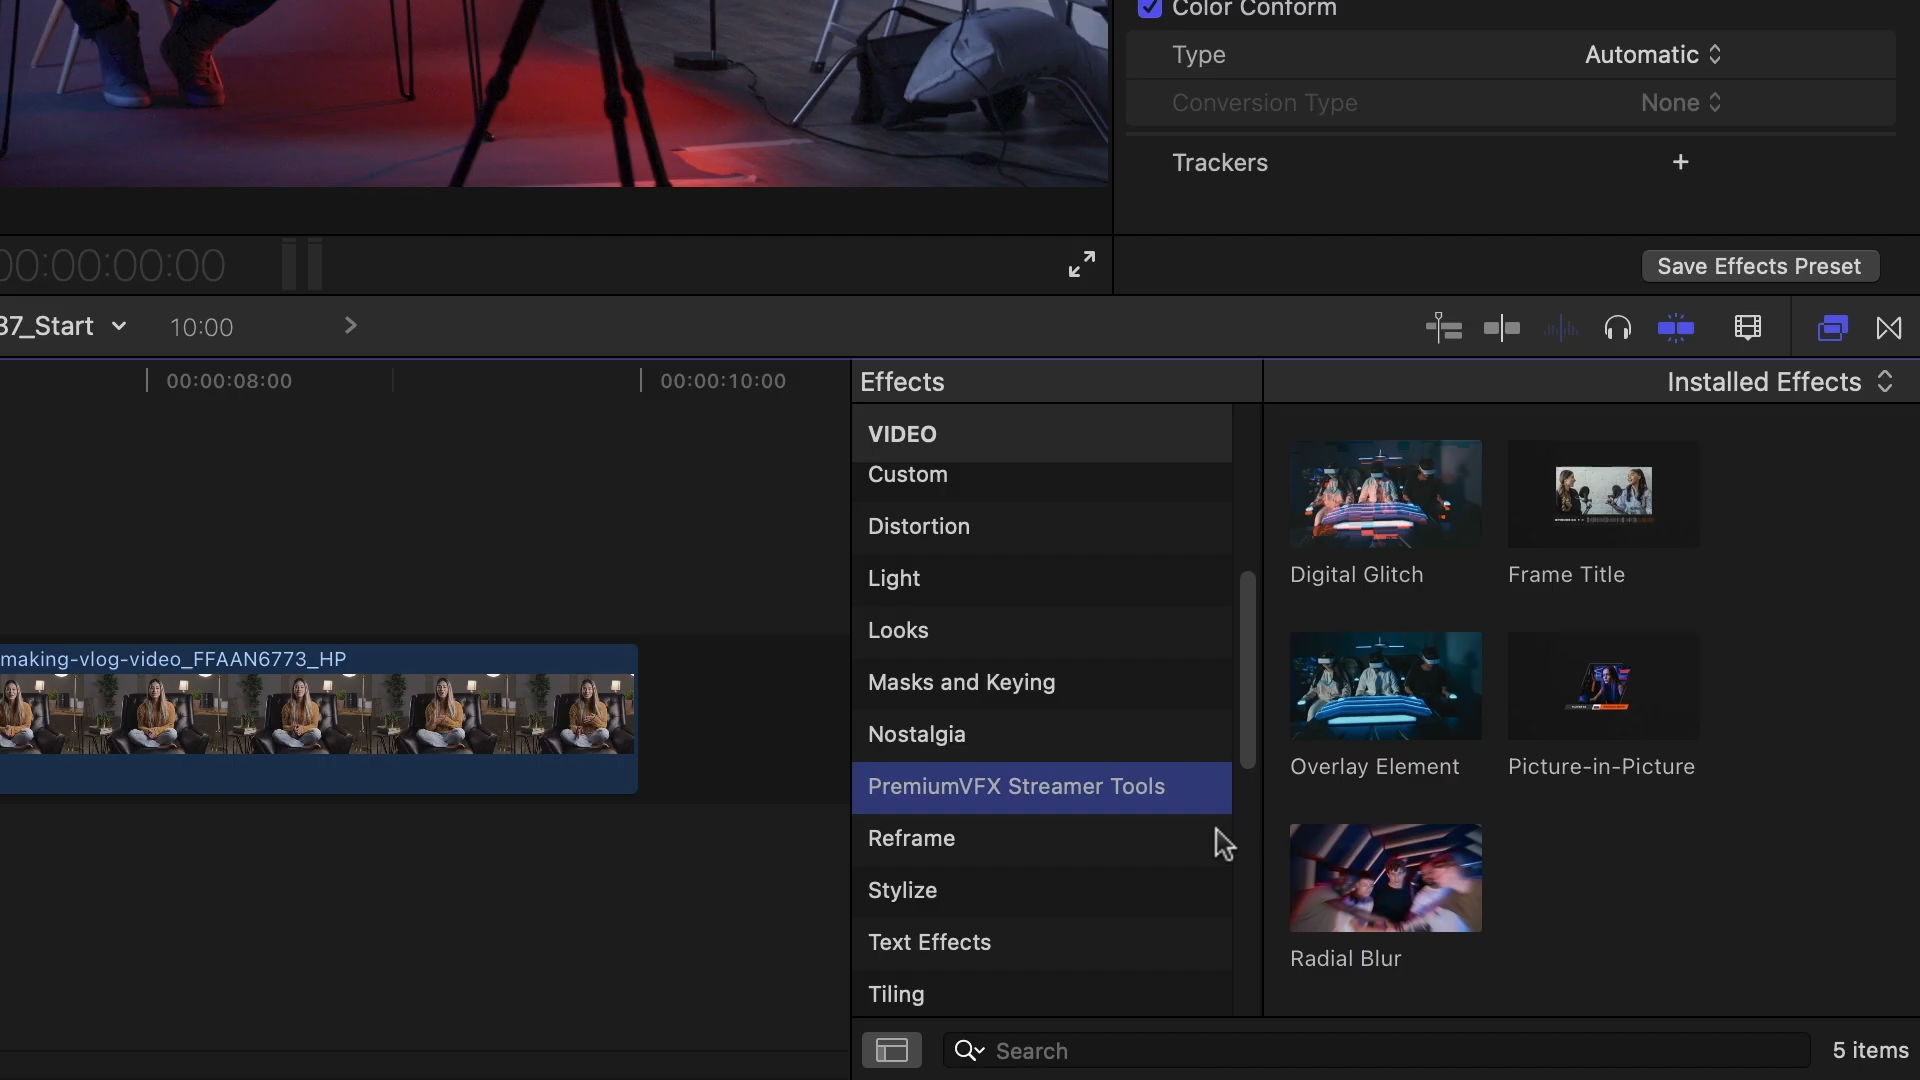 Color Conform
Type
Automatic
Conversion Type
None
Trackers
+
00:00:00:00
Save Effects Preset
37_Start
10:00
00:00:08:00
00:00:10:00
Effects
Installed Effects
VIDEO
Custom
Distortion
Light
Looks
Masks and Keying
Nostalgia
PremiumVFX Streamer Tools
Reframe
Stylize
Text Effects
Tiling
making-vlog-video_FFAAN6773_HP
Digital Glitch
Frame Title
Overlay Element
Picture-in-Picture
Radial Blur
Search
5 items